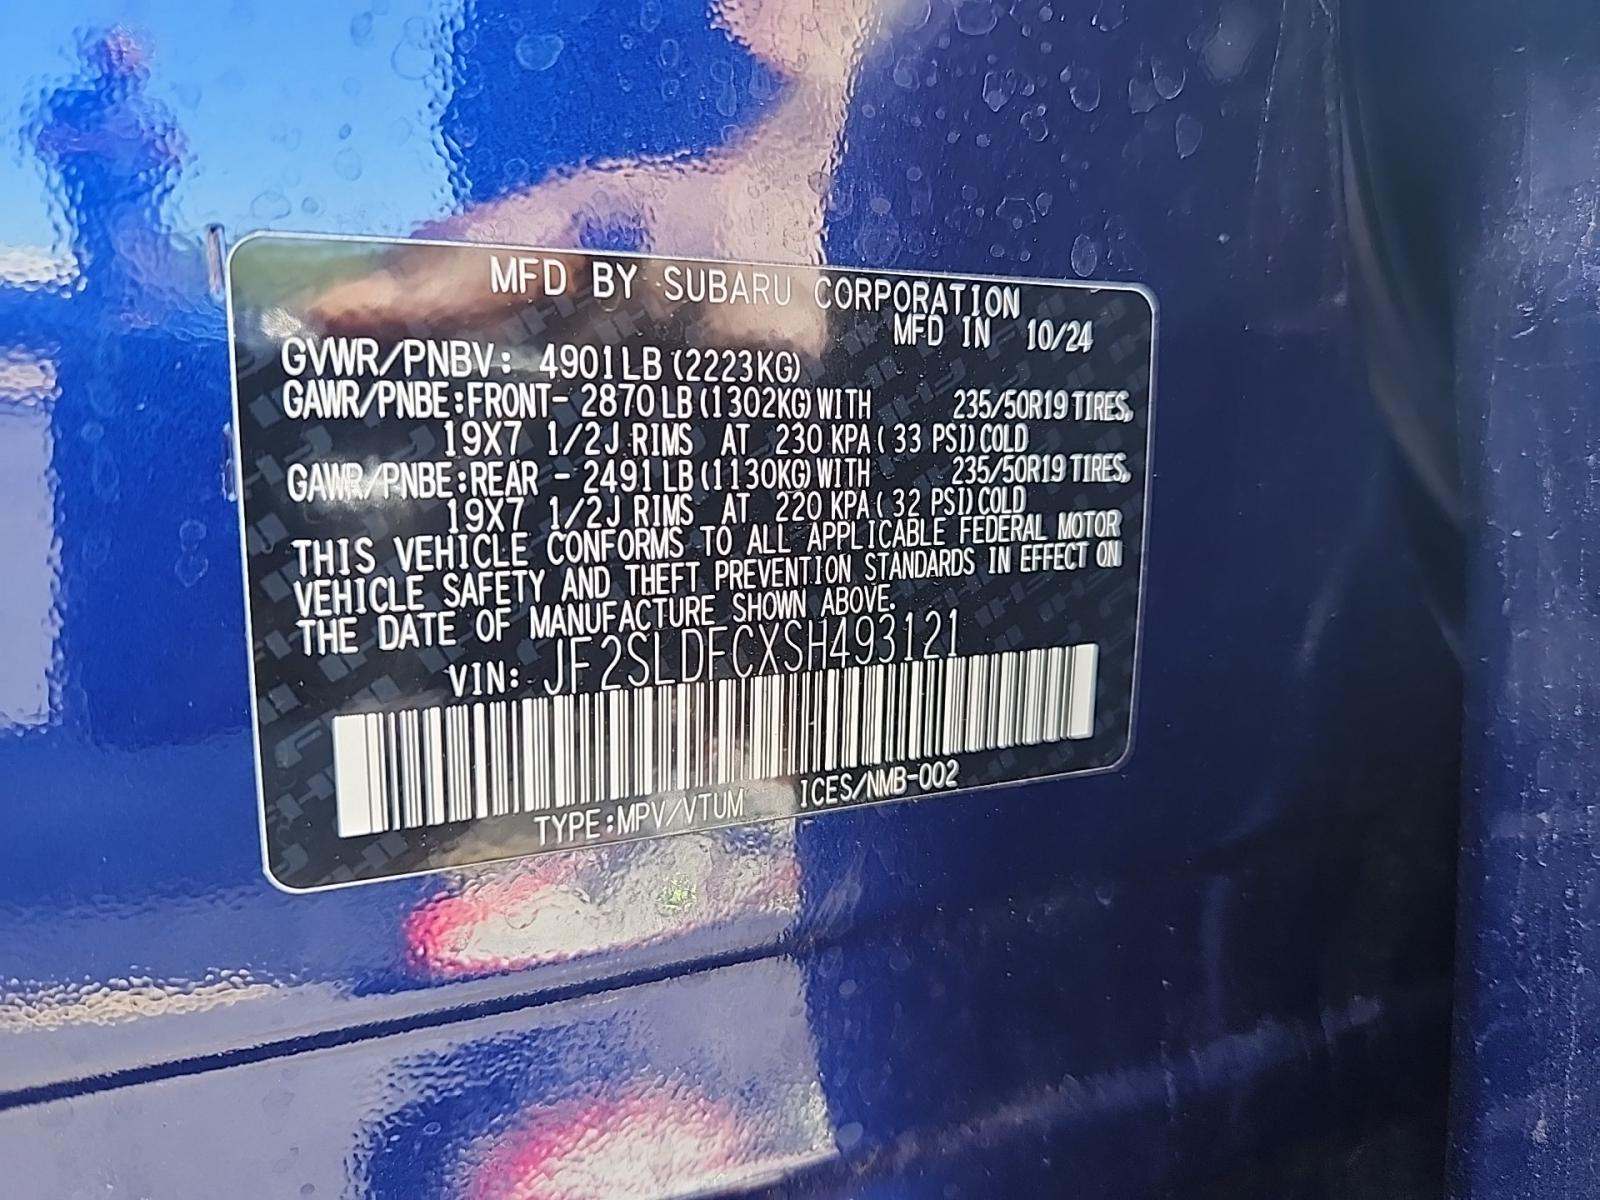 MFD BY SUBARU CORPORATION
MFD IN 10/24
GVWR/PNBV: 4901LB (2223KG)
GAWR/PNBE:FRONT- 2870LB(1302KG)WITH 235/50R19 TIRES,
19X7 1/2J RIMS AT 230 KPA( 33 PSI)COLD
GAWR/PNBE:REAR - 2491LB(1130KG)WITH 235/50R19 TIRES,
19X7 1/2J RIMS AT 220 KPA( 32 PSI)COLD
THIS VEHICLE CONFORMS TO ALL APPLICABLE FEDERAL MOTOR
VEHICLE SAFETY AND THEFT PREVENTION STANDARDS IN EFFECT ON
THE DATE OF MANUFACTURE SHOWN ABOVE.
VIN: JF2SLDFCXSH493121
TYPE:MPV/VTUM ICES/NMB-002